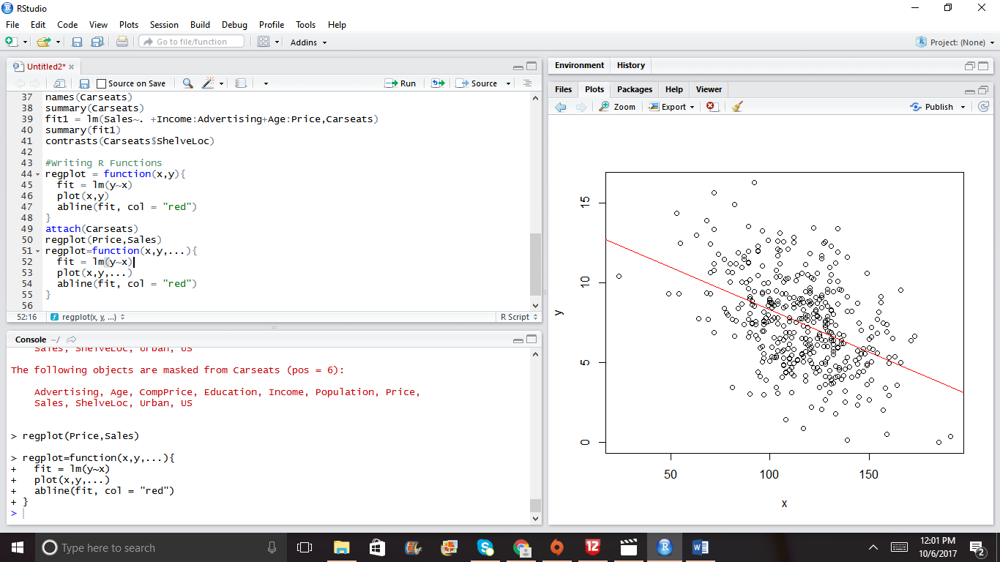 RStudio
File Edit Code View Plots Session Build Debug Profile Tools Help
Go to file/function
Addins
Project: (None)
Untitled2*
Source on Save
Run
Source
37 names(Carseats)
38 summary(Carseats)
39 fit1 = lm(Sales~. +Income:Advertising+Age:Price,Carseats)
40 summary(fit1)
41 contrasts(Carseats$ShelveLoc)
42
43 #Writing R Functions
44 regplot = function(x,y){
45 fit = lm(y~x)
46 plot(x,y)
47 abline(fit, col = "red")
48 }
49 attach(Carseats)
50 regplot(Price,Sales)
51 regplot=function(x,y,...){
52 fit = lm(y~x)
53 plot(x,y,...)
54 abline(fit, col = "red")
55 }
56
52:16 regplot(x, y, ...) R Script
Console ~/
Sales, ShelveLoc, Urban, US
The following objects are masked from Carseats (pos = 6):
Advertising, Age, CompPrice, Education, Income, Population, Price,
Sales, ShelveLoc, Urban, US
> regplot(Price,Sales)
> regplot=function(x,y,...){
+ fit = lm(y~x)
+ plot(x,y,...)
+ abline(fit, col = "red")
+ }
>
Environment History
Files Plots Packages Help Viewer
Zoom Export Publish
15
10
5
0
y
50 100 150
x
Type here to search
12
12:01 PM
10/6/2017
2